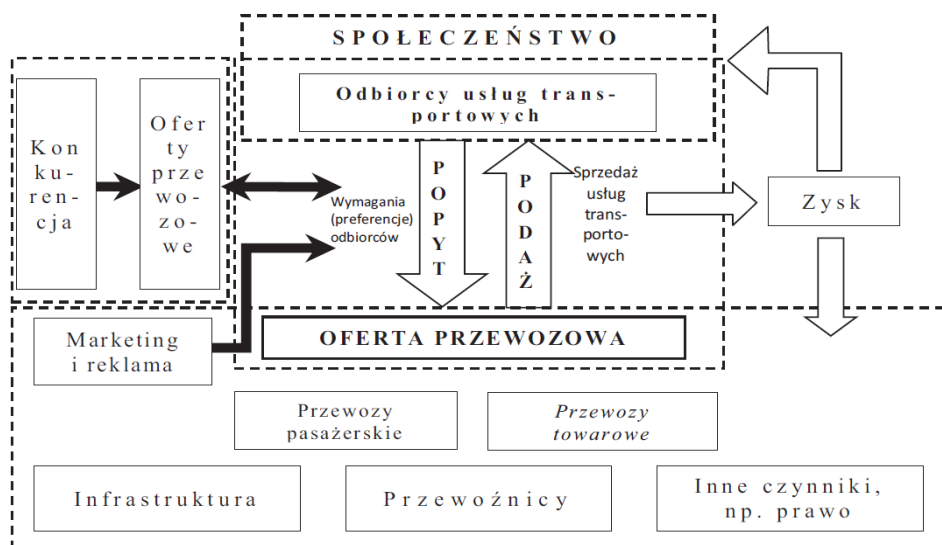 SPOŁECZEŃSTWO
Odbiorcy usług trans-
portowych
Kon
ku-
ren-
cja
Ofer
ty
prze
wo-
zo-
we
Wymagania
(preferencje)
odbiorców
POPYT
PODAŻ
Sprzedaż
usług
trans-
porto-
wych
Zysk
Marketing
i reklama
OFERTA PRZEWOZOWA
Przewozy
pasażerskie
Przewozy
towarowe
Infrastruktura
Przewoźnicy
Inne czynniki,
np. prawo